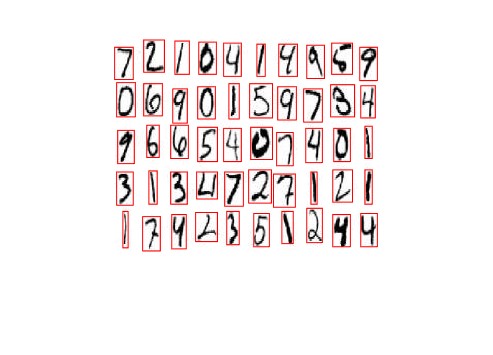 7 2 1 0 4 1 4 9 5 9
0 6 9 0 1 5 9 7 3 4
9 6 6 5 4 0 7 4 0 1
3 1 3 4 7 2 7 1 2 1
1 7 4 2 3 5 1 2 4 4